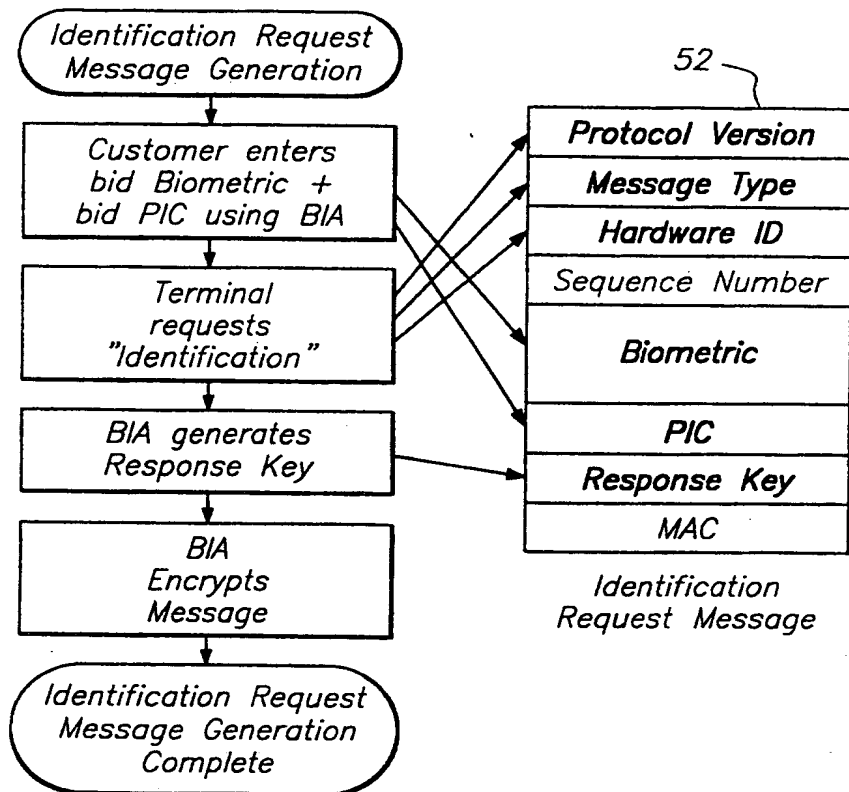 Identification Request
Message Generation
Customer enters
bid Biometric +
bid PIC using BIA
Terminal
requests
"Identification"
BIA generates
Response Key
BIA
Encrypts
Message
Identification Request
Message Generation
Complete
52
Protocol Version
Message Type
Hardware ID
Sequence Number
Biometric
PIC
Response Key
MAC
Identification
Request Message